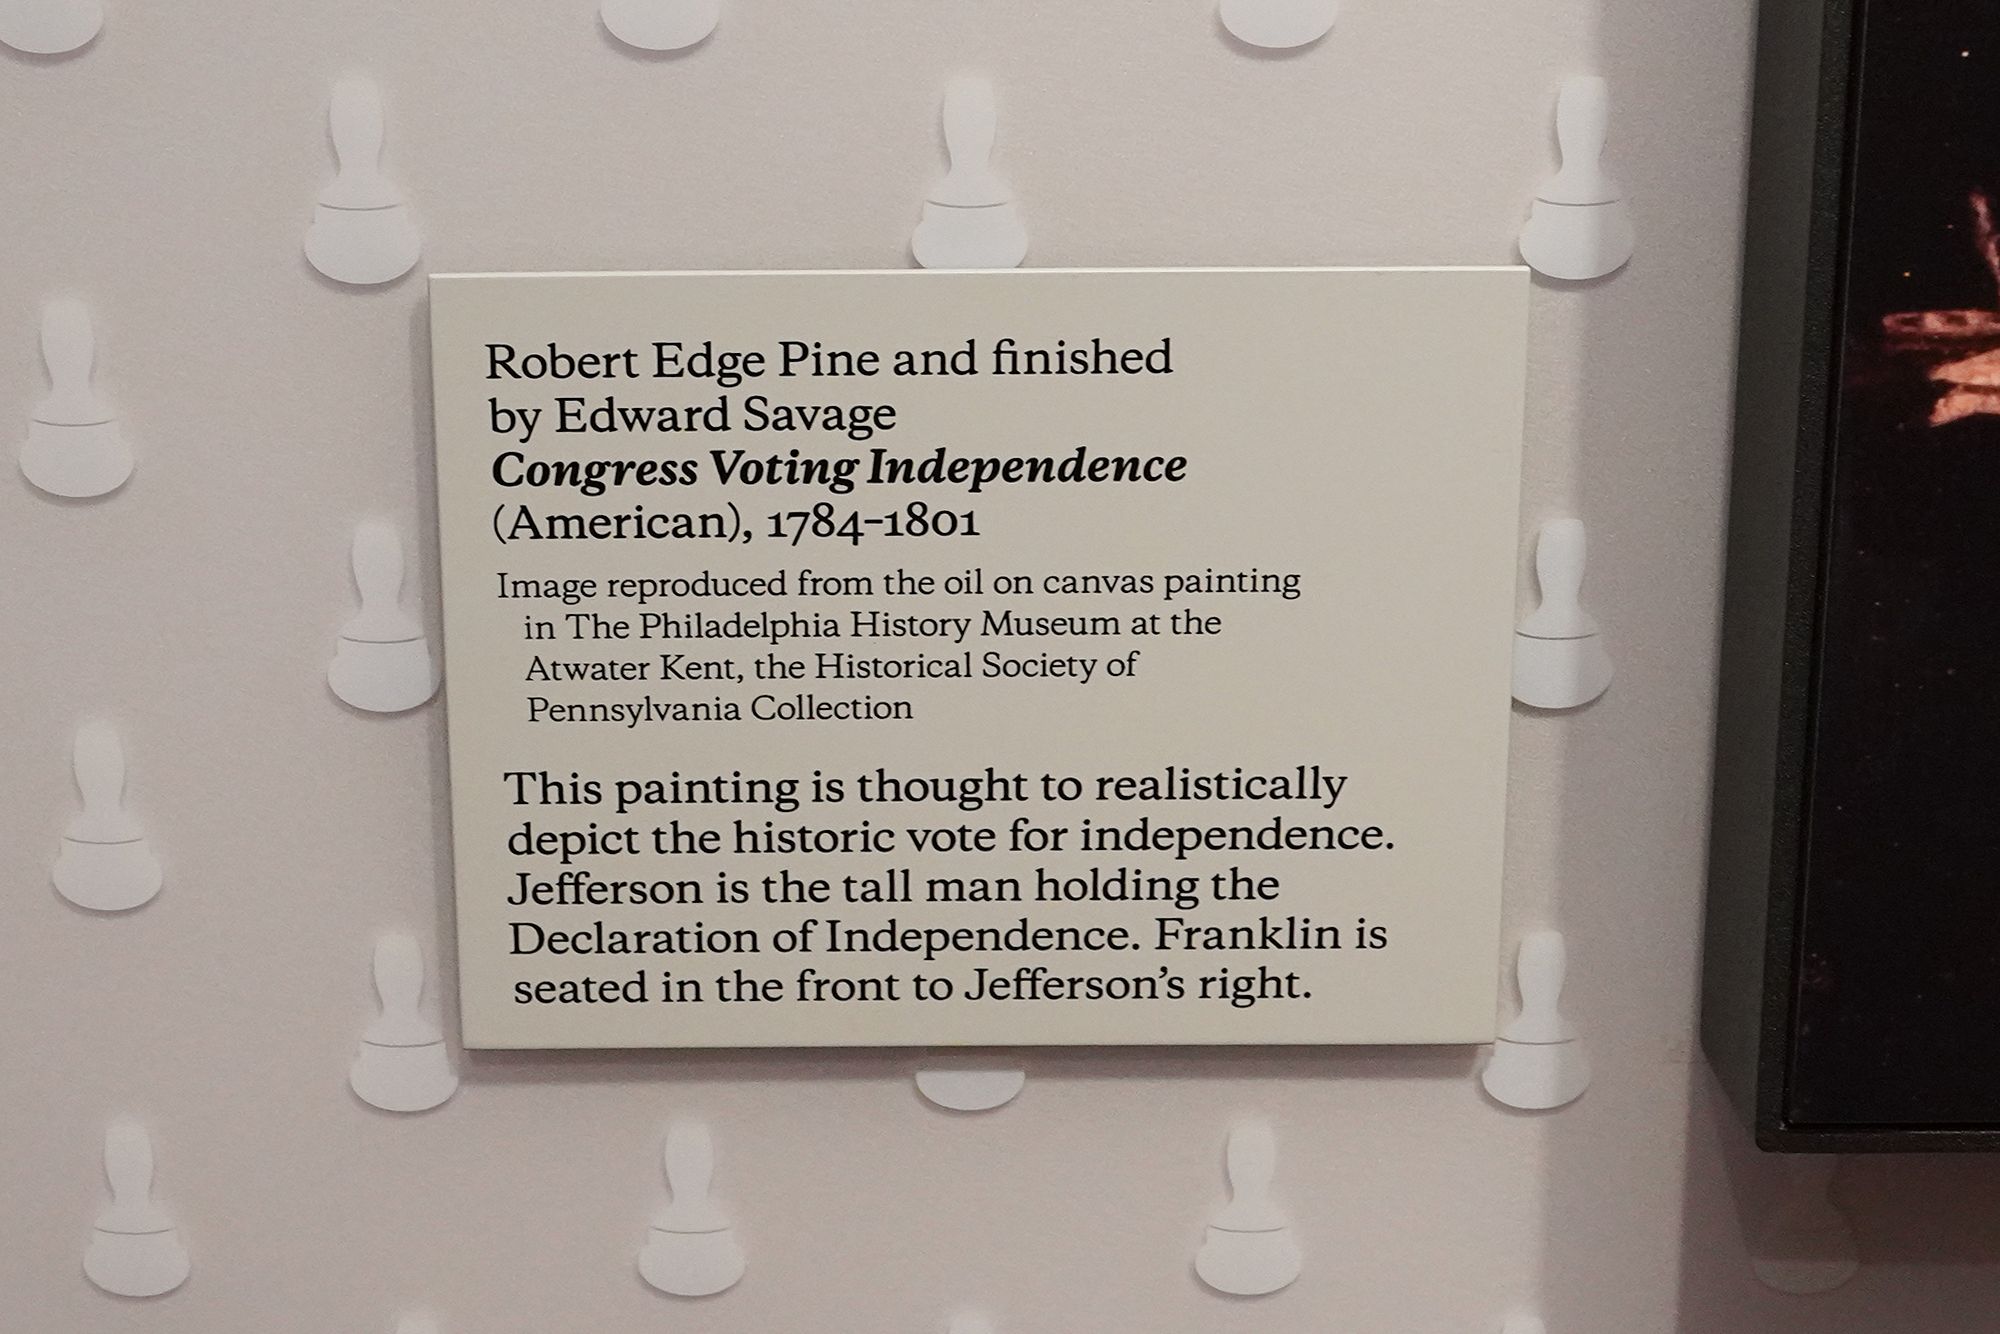 Robert Edge Pine and finished
by Edward Savage
Congress Voting Independence
(American), 1784–1801
Image reproduced from the oil on canvas painting
in The Philadelphia History Museum at the
Atwater Kent, the Historical Society of
Pennsylvania Collection
This painting is thought to realistically
depict the historic vote for independence.
Jefferson is the tall man holding the
Declaration of Independence. Franklin is
seated in the front to Jefferson’s right.